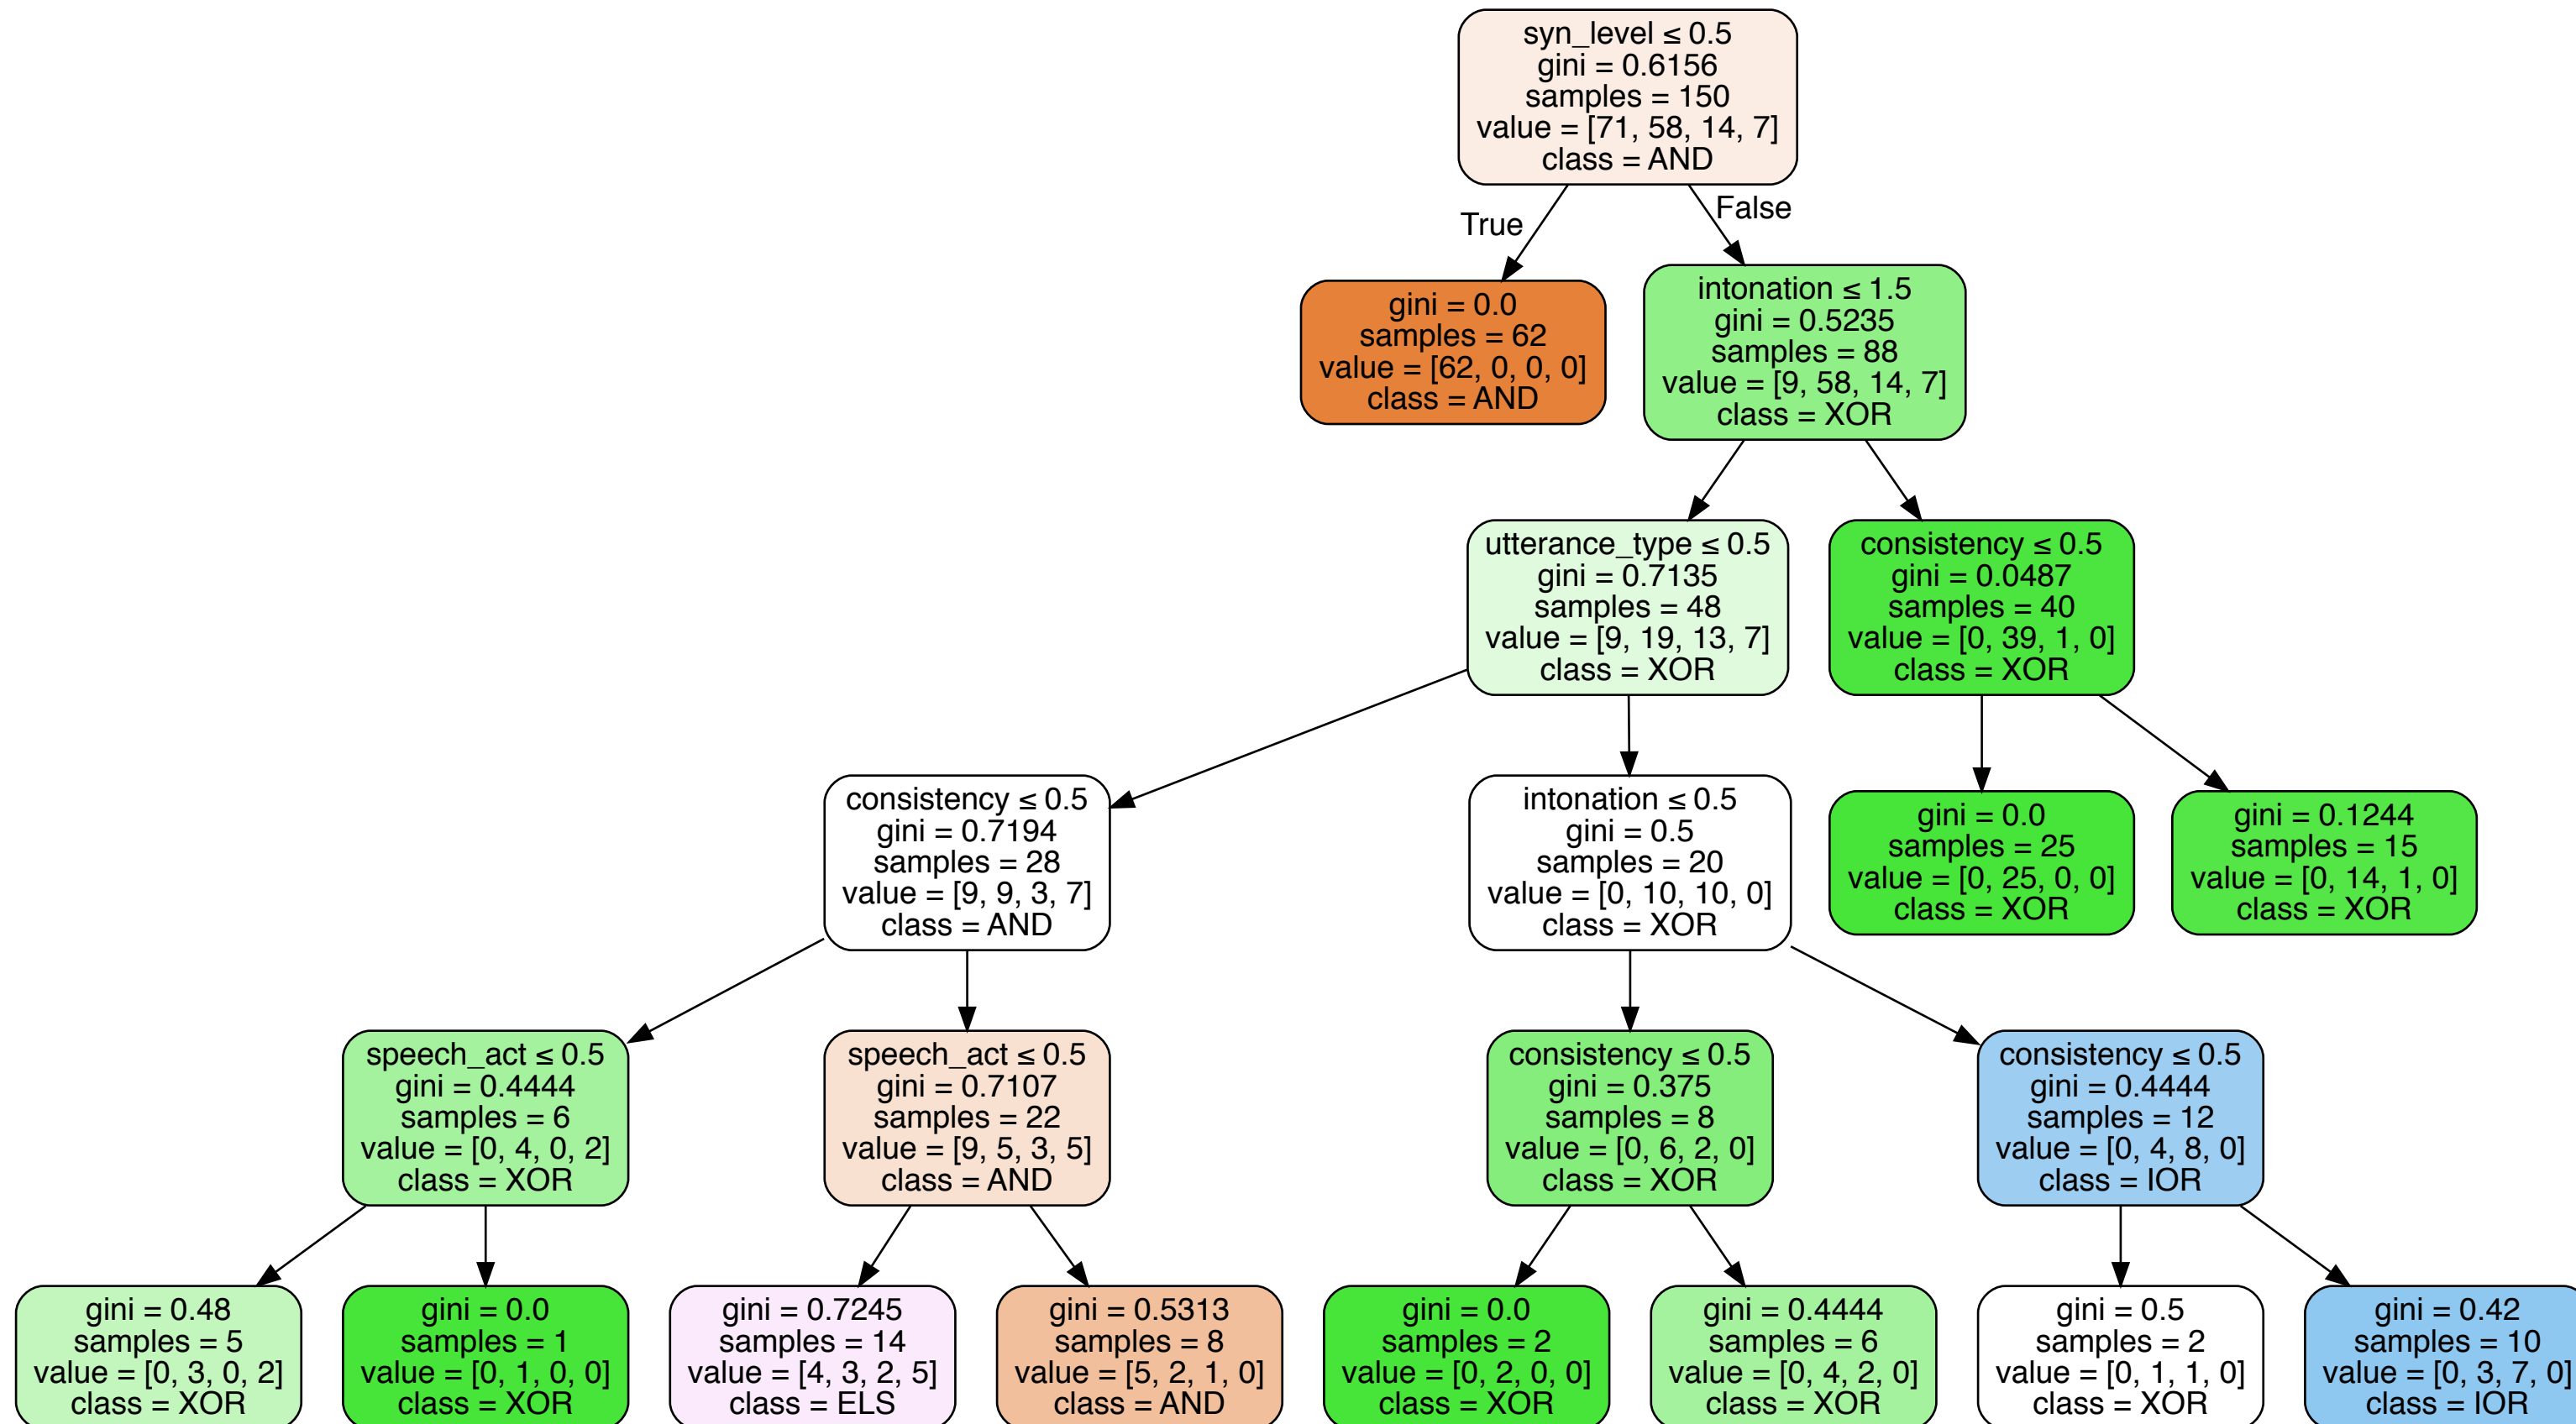 syn_level ≤ 0.5
gini = 0.6156
samples = 150
value = [71, 58, 14, 7]
class = AND
True
False
gini = 0.0
samples = 62
value = [62, 0, 0, 0]
class = AND
intonation ≤ 1.5
gini = 0.5235
samples = 88
value = [9, 58, 14, 7]
class = XOR
utterance_type ≤ 0.5
gini = 0.7135
samples = 48
value = [9, 19, 13, 7]
class = XOR
consistency ≤ 0.5
gini = 0.0487
samples = 40
value = [0, 39, 1, 0]
class = XOR
consistency ≤ 0.5
gini = 0.7194
samples = 28
value = [9, 9, 3, 7]
class = AND
intonation ≤ 0.5
gini = 0.5
samples = 20
value = [0, 10, 10, 0]
class = XOR
gini = 0.0
samples = 25
value = [0, 25, 0, 0]
class = XOR
gini = 0.1244
samples = 15
value = [0, 14, 1, 0]
class = XOR
speech_act ≤ 0.5
gini = 0.4444
samples = 6
value = [0, 4, 0, 2]
class = XOR
speech_act ≤ 0.5
gini = 0.7107
samples = 22
value = [9, 5, 3, 5]
class = AND
consistency ≤ 0.5
gini = 0.375
samples = 8
value = [0, 6, 2, 0]
class = XOR
consistency ≤ 0.5
gini = 0.4444
samples = 12
value = [0, 4, 8, 0]
class = IOR
gini = 0.48
samples = 5
value = [0, 3, 0, 2]
class = XOR
gini = 0.0
samples = 1
value = [0, 1, 0, 0]
class = XOR
gini = 0.7245
samples = 14
value = [4, 3, 2, 5]
class = ELS
gini = 0.5313
samples = 8
value = [5, 2, 1, 0]
class = AND
gini = 0.0
samples = 2
value = [0, 2, 0, 0]
class = XOR
gini = 0.4444
samples = 6
value = [0, 4, 2, 0]
class = XOR
gini = 0.5
samples = 2
value = [0, 1, 1, 0]
class = XOR
gini = 0.42
samples = 10
value = [0, 3, 7, 0]
class = IOR